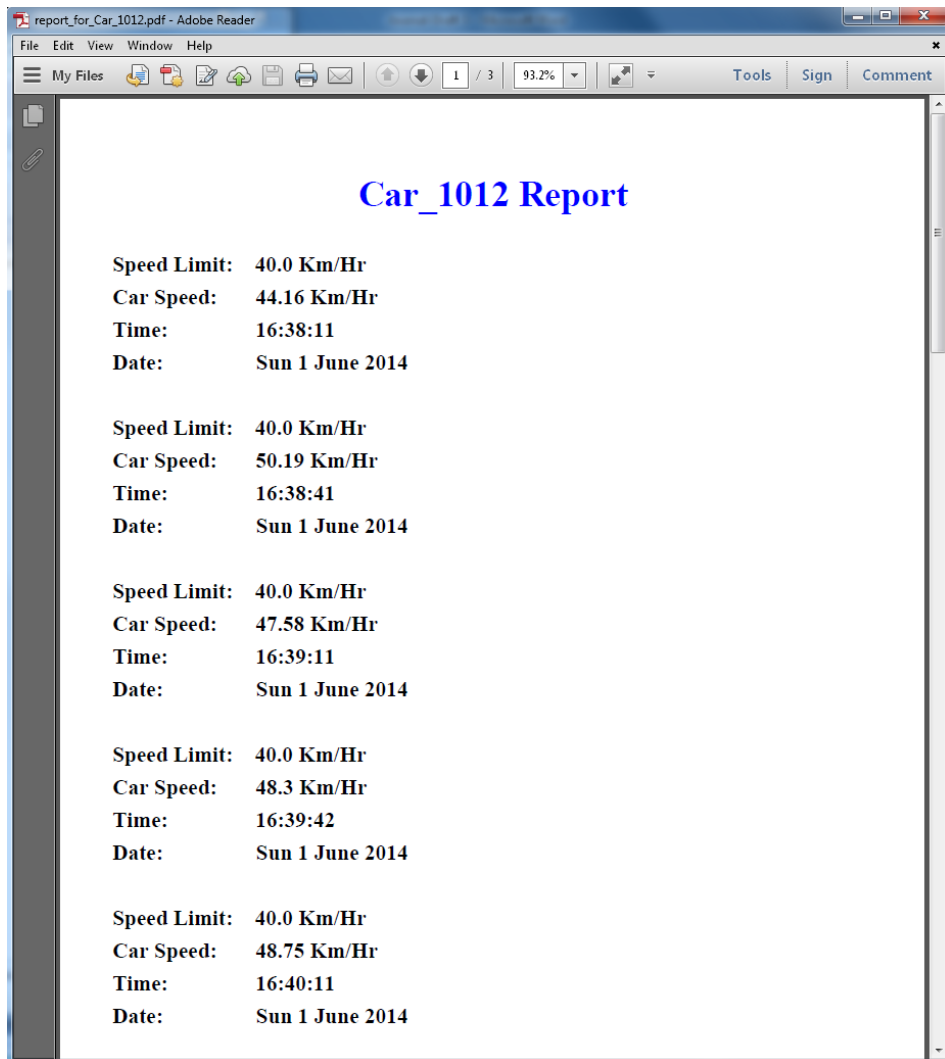 report_for_Car_1012.pdf - Adobe Reader
File Edit View Window Help
My Files 1 / 3 93.2% Tools Sign Comment
Car_1012 Report
Speed Limit: 40.0 Km/Hr
Car Speed: 44.16 Km/Hr
Time: 16:38:11
Date: Sun 1 June 2014
Speed Limit: 40.0 Km/Hr
Car Speed: 50.19 Km/Hr
Time: 16:38:41
Date: Sun 1 June 2014
Speed Limit: 40.0 Km/Hr
Car Speed: 47.58 Km/Hr
Time: 16:39:11
Date: Sun 1 June 2014
Speed Limit: 40.0 Km/Hr
Car Speed: 48.3 Km/Hr
Time: 16:39:42
Date: Sun 1 June 2014
Speed Limit: 40.0 Km/Hr
Car Speed: 48.75 Km/Hr
Time: 16:40:11
Date: Sun 1 June 2014